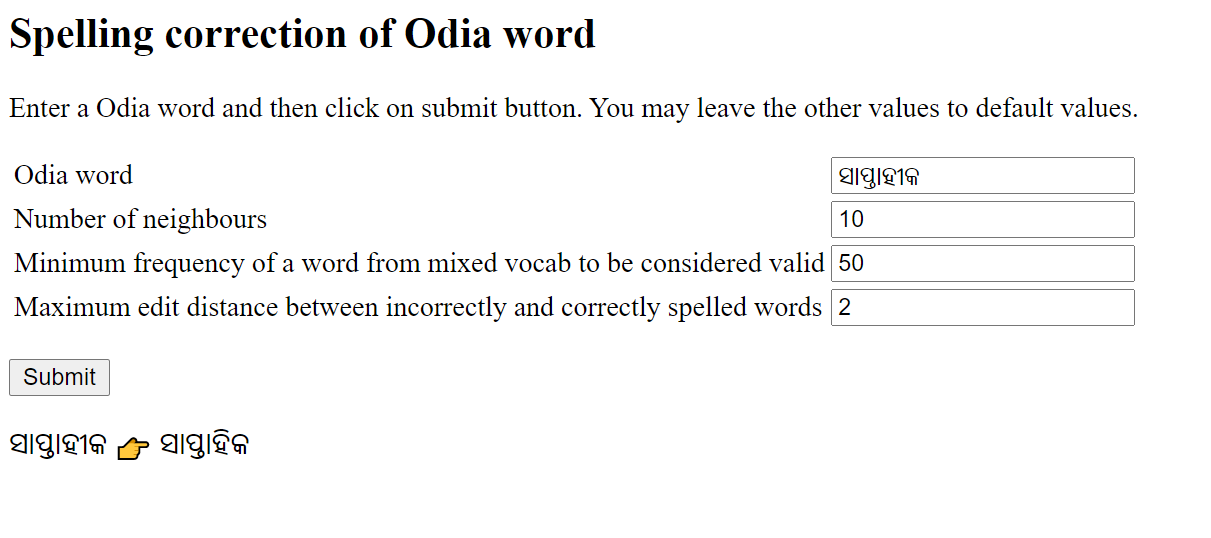 Spelling correction of Odia word
Enter a Odia word and then click on submit button. You may leave the other values to default values.
Odia word ସାପ୍ତାହୀକ
Number of neighbours 10
Minimum frequency of a word from mixed vocab to be considered valid 50
Maximum edit distance between incorrectly and correctly spelled words 2
Submit
ସାପ୍ତାହୀକ 👉 ସାପ୍ତାହିକ